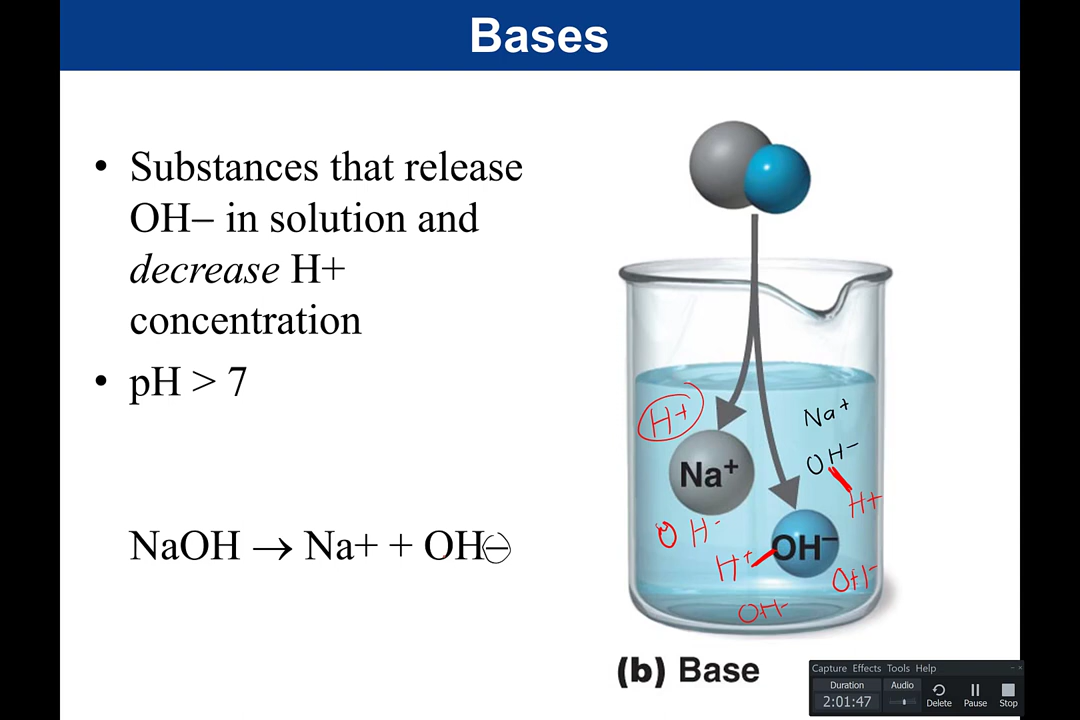 Bases
• Substances that release
OH– in solution and
decrease H+
concentration
• pH > 7
NaOH → Na+ + OH–
H+
Na+
Na+
OH–
H+
OH-
OH–
H+
OH-
OH-
(b) Base
Capture Effects Tools Help
Duration
Audio
2:01:47
Delete
Pause
Stop